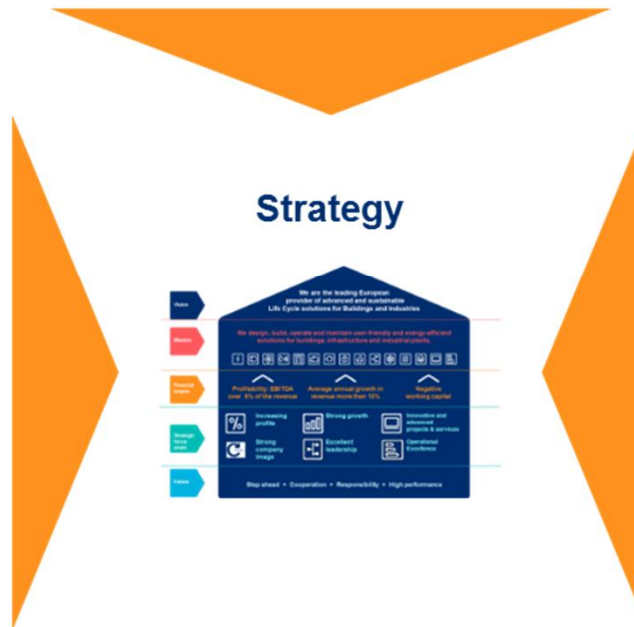 Strategy
We are the leading European
provider of advanced and sustainable
Life Cycle solutions for Buildings and Industries
Vision
We design, build, operate and maintain user-friendly and energy-efficient
solutions for buildings, infrastructure and industrial plants.
Mission
Financial
targets
Profitability: EBITDA
over 6% of the revenue
Average annual growth in
revenue more than 10%
Negative
working capital
Strategic
focus
areas
Increasing
profits
Strong growth
Innovative and
advanced
projects & services
Strong
company
image
Excellent
leadership
Operational
Excellence
Values
Step ahead • Cooperation • Responsibility • High performance